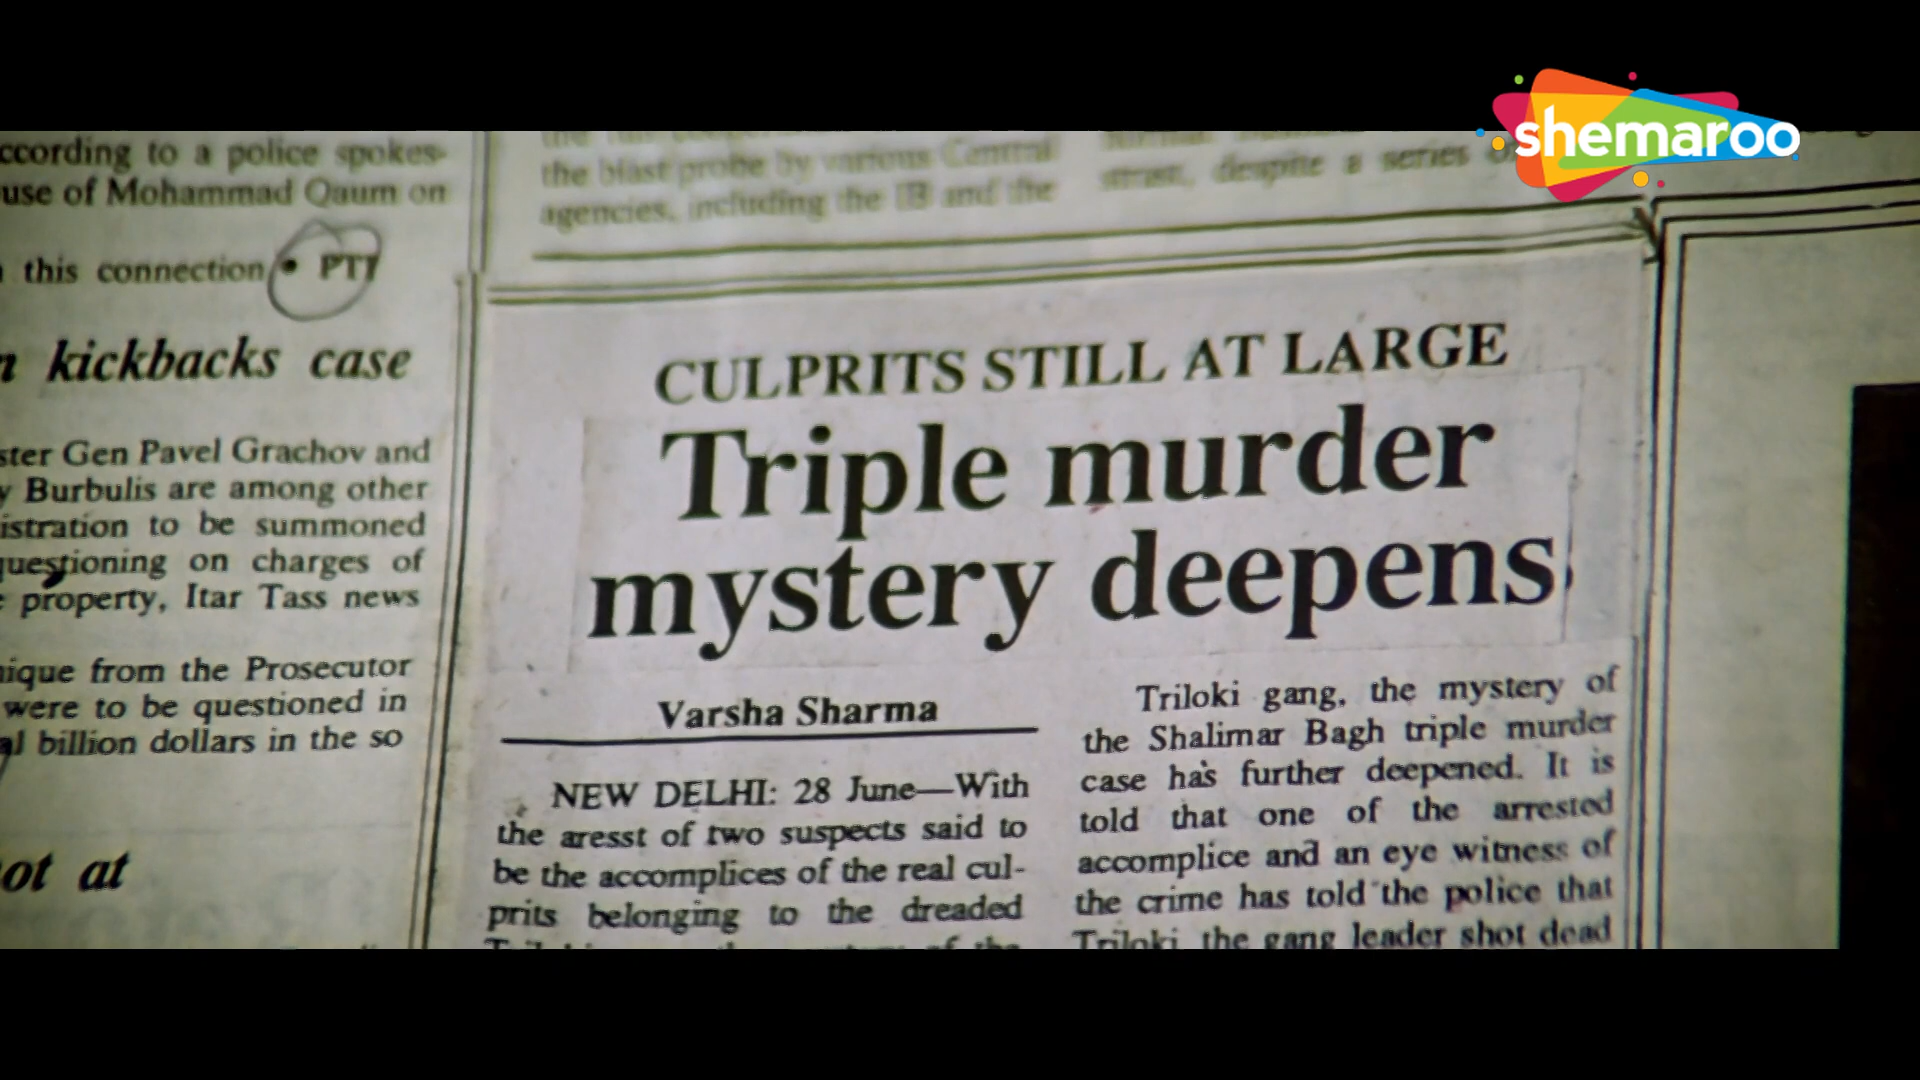 shemaroo
ccording to a police spokes-
use of Mohammad Qaum on
this connection • PTI
kickbacks case
ster Gen Pavel Grachov and
y Burbulis are among other
istration to be summoned
questioning on charges of
property, Itar Tass news
nique from the Prosecutor
were to be questioned in
al billion dollars in the so
ot at
the blast probe by various Central
agencies, including the IB and the
despite a series
CULPRITS STILL AT LARGE
Triple murder
mystery deepens
Varsha Sharma
NEW DELHI: 28 June—With
the aresst of two suspects said to
be the accomplices of the real cul-
prits belonging to the dreaded
Triloki gang, the mystery of
the Shalimar Bagh triple murder
case has further deepened. It is
told that one of the arrested
accomplice and an eye witness of
the crime has told the police that
Triloki, the gang leader shot dead